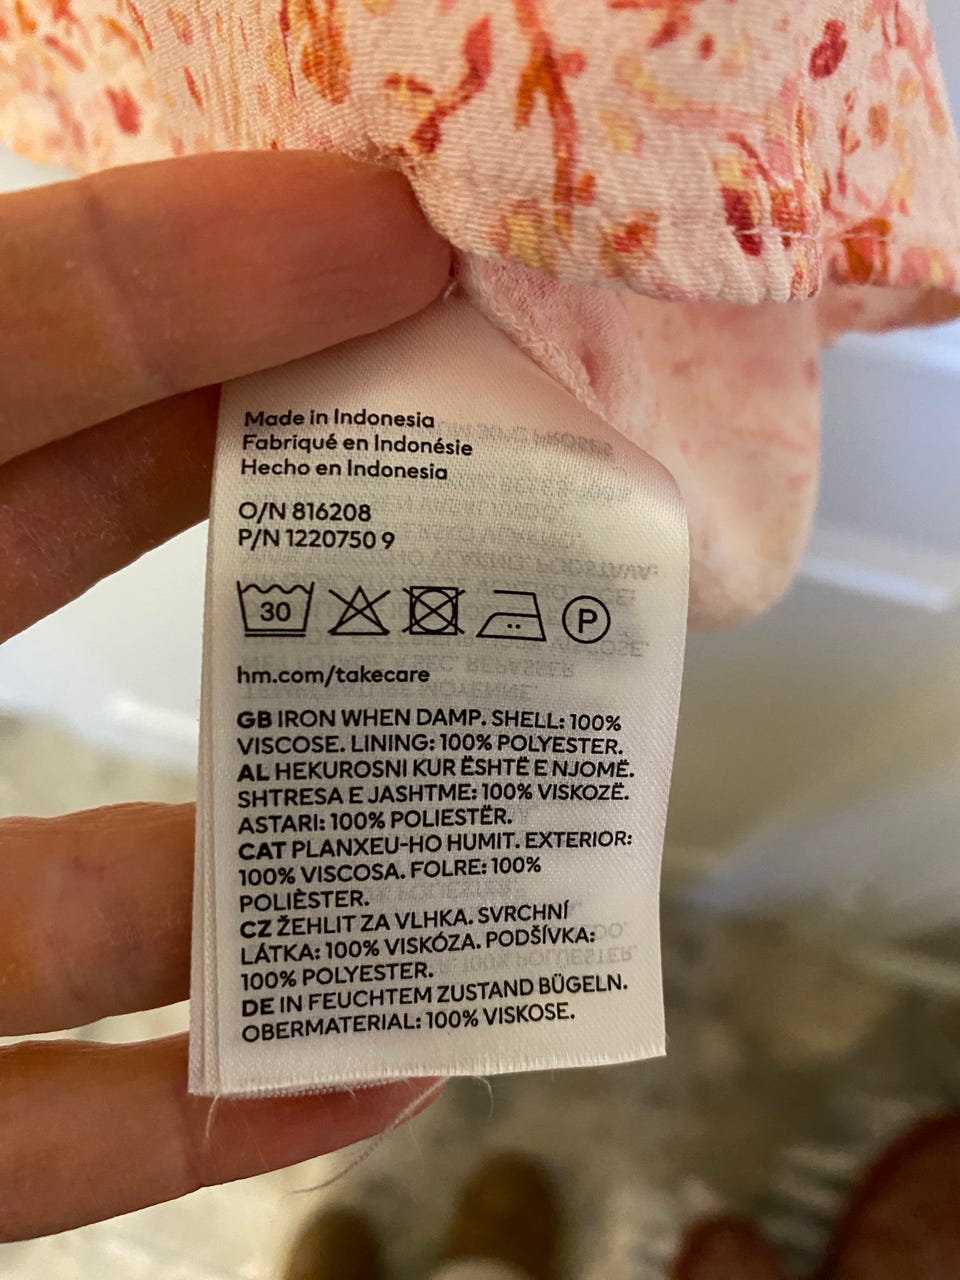 Made in Indonesia
Fabriqué en Indonésie
Hecho en Indonesia
O/N 816208
P/N 1220750 9
30
P
hm.com/takecare
GB IRON WHEN DAMP. SHELL: 100%
VISCOSE. LINING: 100% POLYESTER.
AL HEKUROSNI KUR ËSHTË E NJOMË.
SHTRESA E JASHTME: 100% VISKOZË.
ASTARI: 100% POLIESTËR.
CAT PLANXEU-HO HUMIT. EXTERIOR:
100% VISCOSA. FOLRE: 100%
POLIÈSTER.
CZ ŽEHLIT ZA VLHKA. SVRCHNÍ
LÁTKA: 100% VISKÓZA. PODŠÍVKA:
100% POLYESTER.
DE IN FEUCHTEM ZUSTAND BÜGELN.
OBERMATERIAL: 100% VISKOSE.